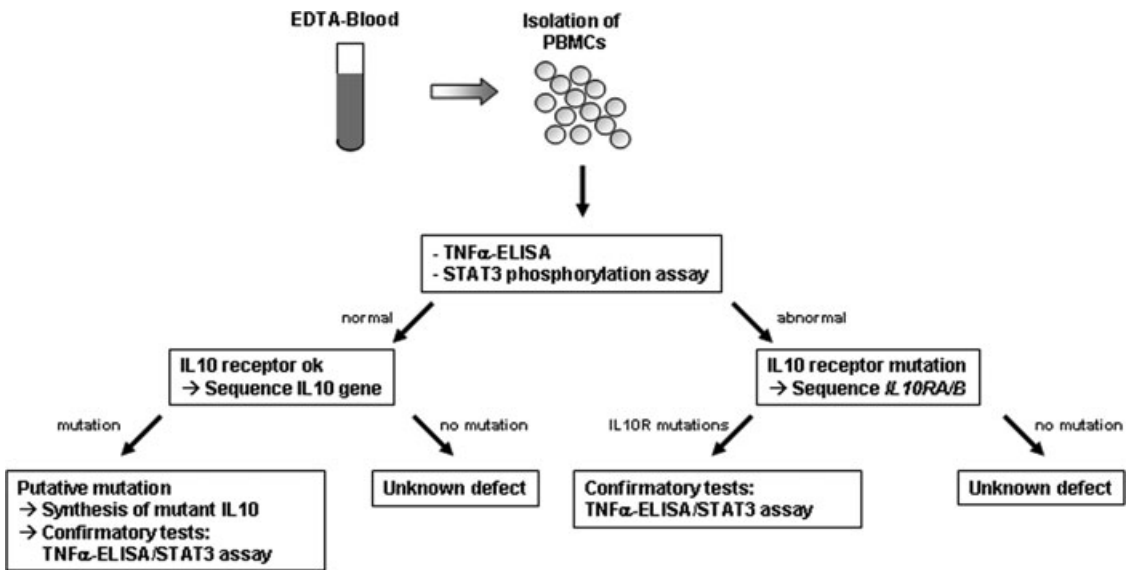 EDTA-Blood
Isolation of
PBMCs
- TNFα-ELISA
- STAT3 phosphorylation assay
normal
abnormal
IL10 receptor ok
→ Sequence IL10 gene
IL10 receptor mutation
→ Sequence IL10RA/B
mutation
no mutation
IL10R mutations
no mutation
Putative mutation
→ Synthesis of mutant IL10
→ Confirmatory tests:
TNFα-ELISA/STAT3 assay
Unknown defect
Confirmatory tests:
TNFα-ELISA/STAT3 assay
Unknown defect